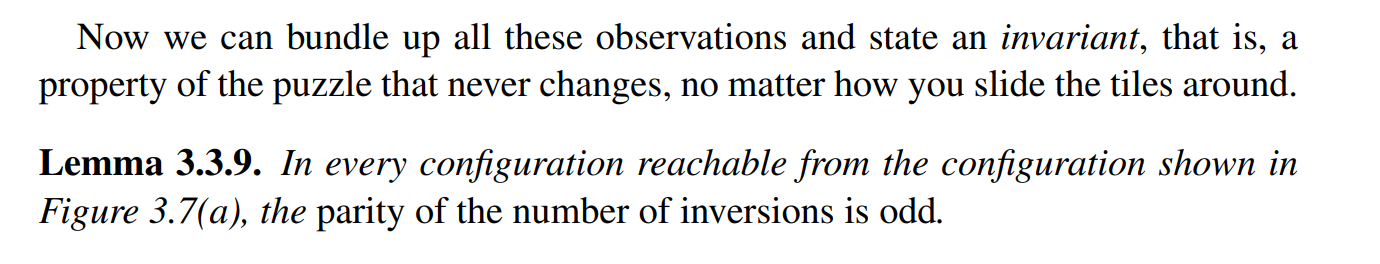 Now we can bundle up all these observations and state an invariant, that is, a
property of the puzzle that never changes, no matter how you slide the tiles around.
Lemma 3.3.9. In every configuration reachable from the configuration shown in
Figure 3.7(a), the parity of the number of inversions is odd.